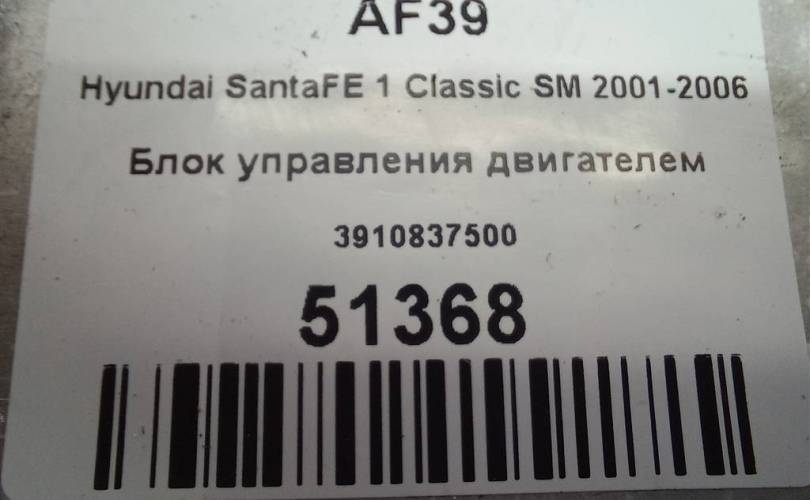 AF39
Hyundai SantaFE 1 Classic SM 2001-2006
Блок управления двигателем
3910837500
51368